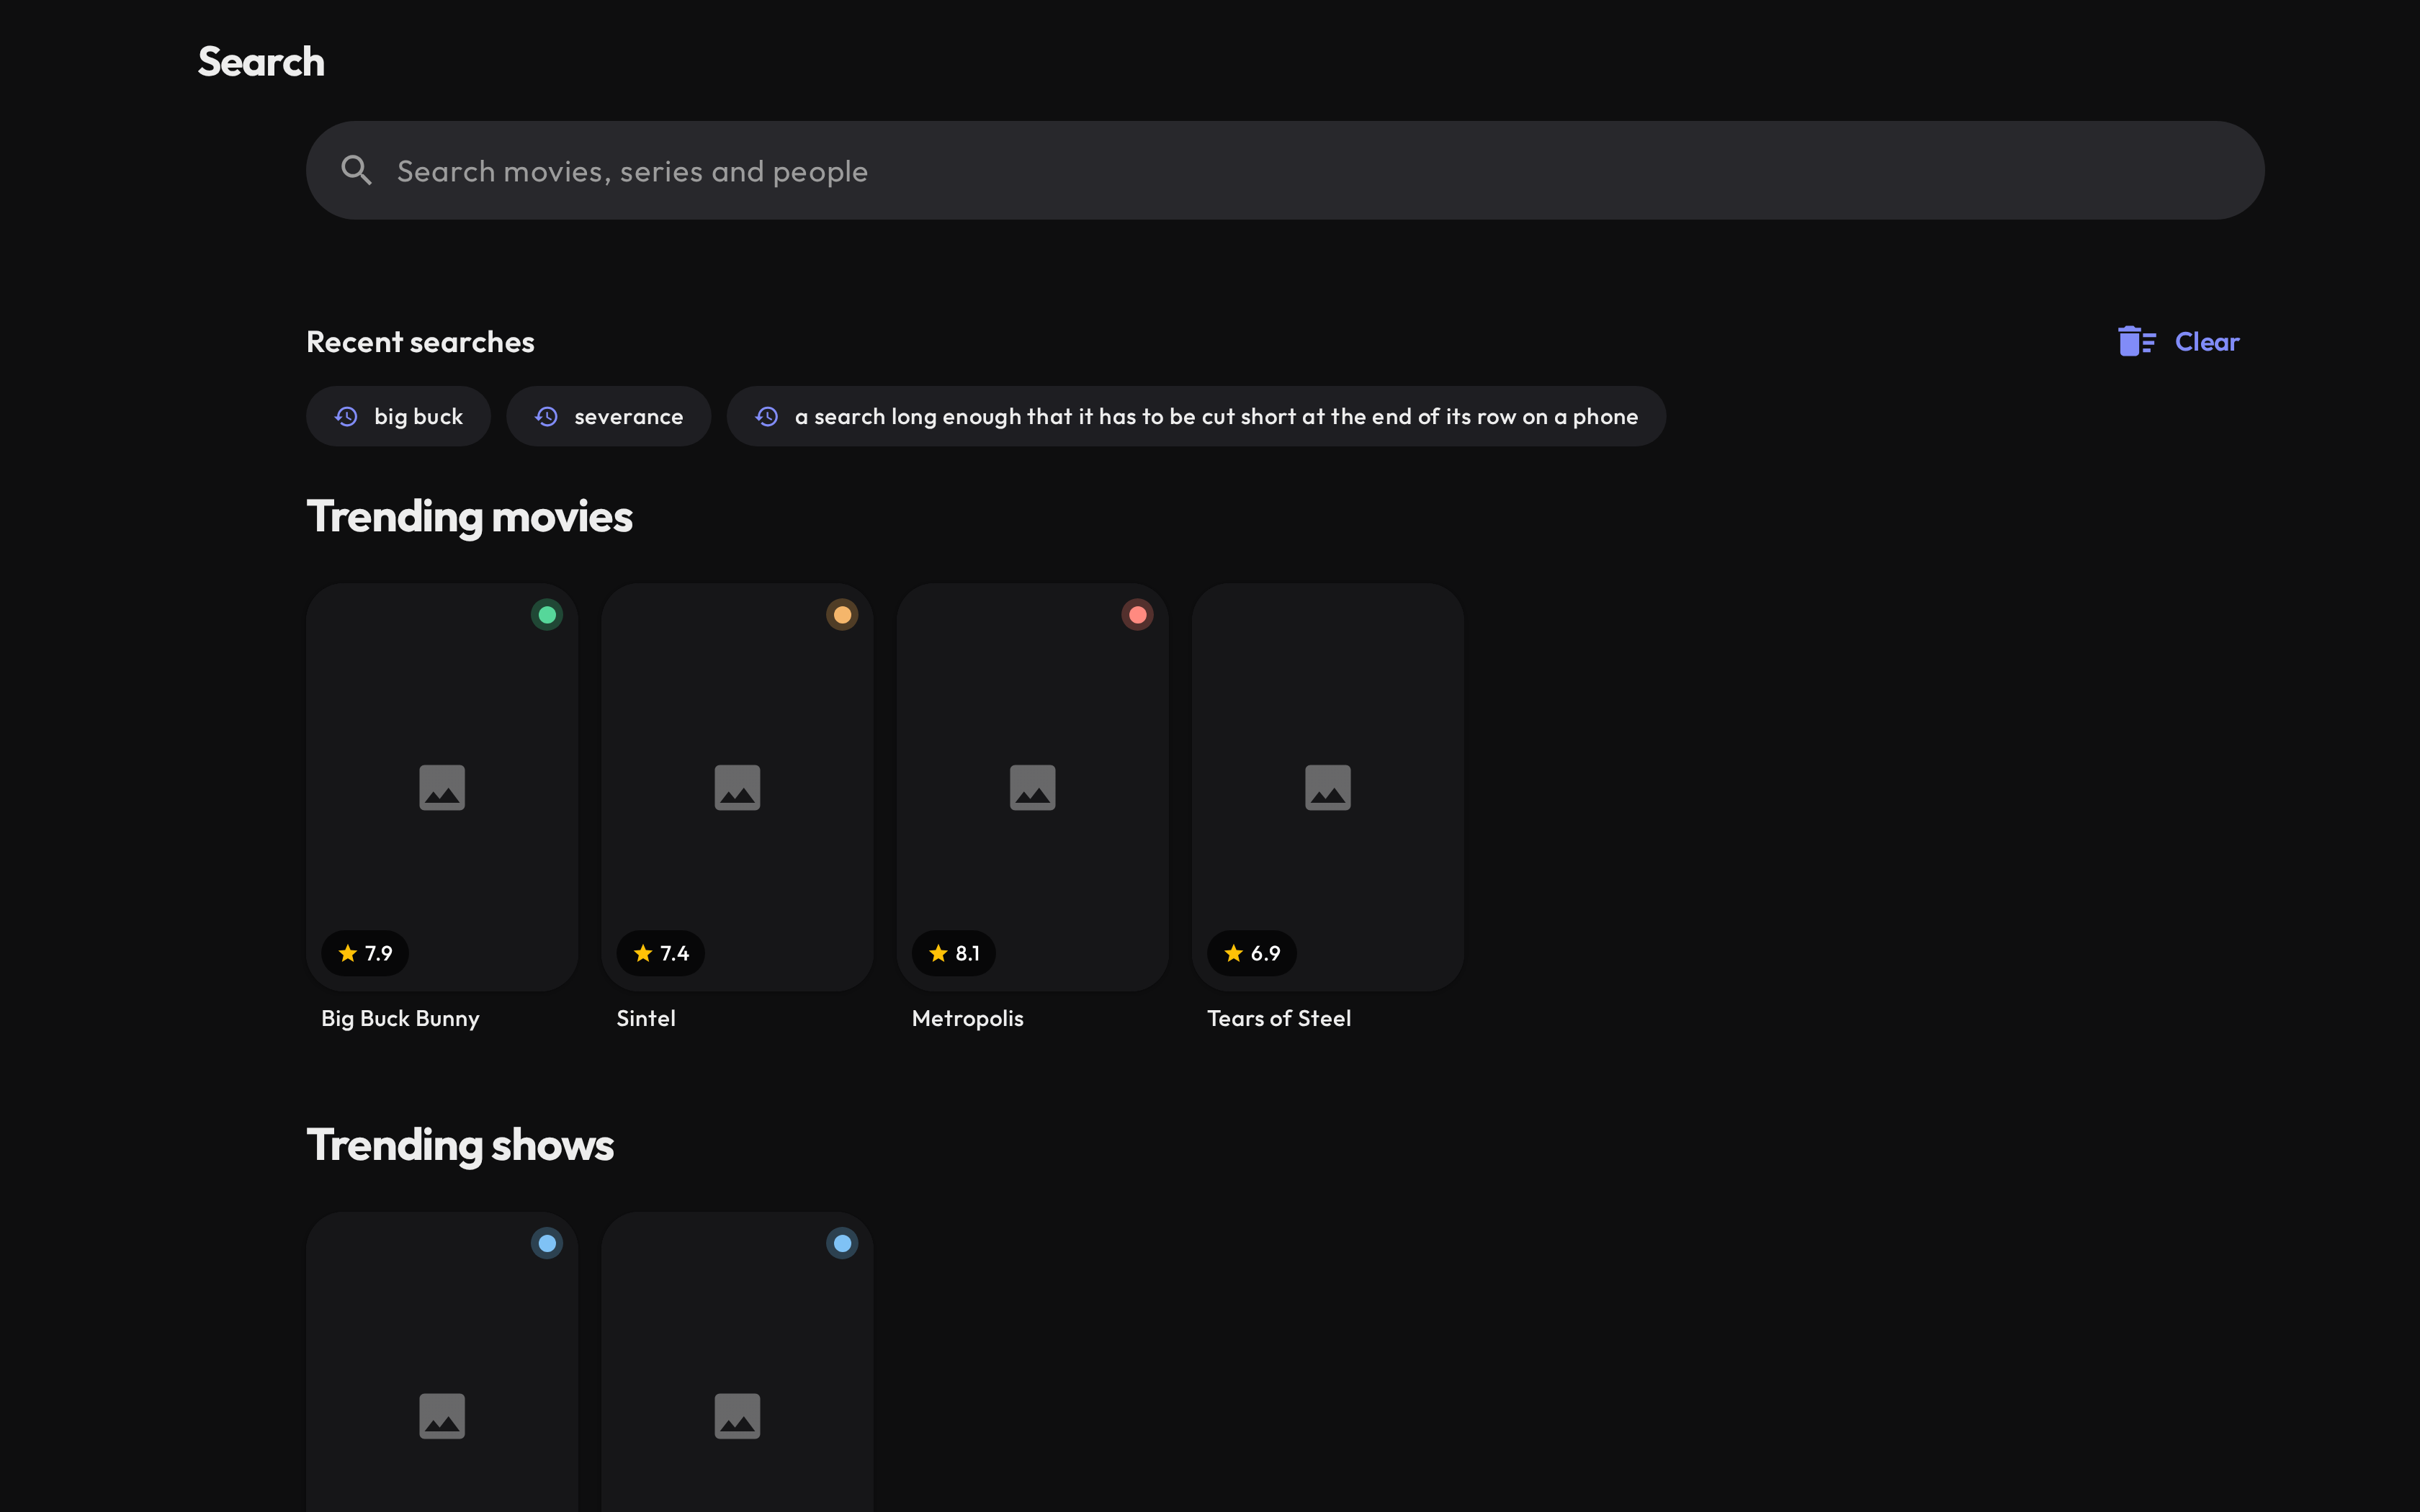 Search
Search movies, series and people
Recent searches
Clear
big buck
severance
a search long enough that it has to be cut short at the end of its row on a phone
Trending movies
7.9
7.4
8.1
6.9
Big Buck Bunny
Sintel
Metropolis
Tears of Steel
Trending shows